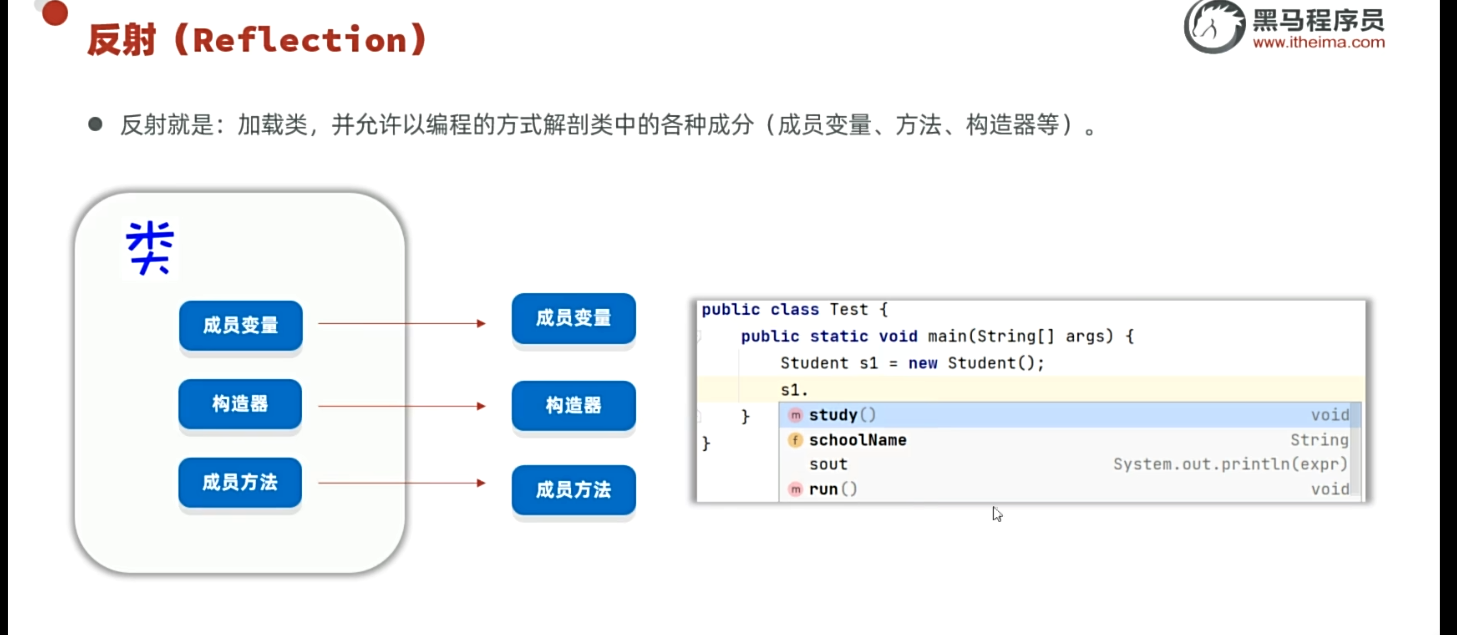 反射（Reflection）
黑马程序员
www.itheima.com
反射就是：加载类，并允许以编程的方式解剖类中的各种成分（成员变量、方法、构造器等）。
类
成员变量
构造器
成员方法
成员变量
构造器
成员方法
public class Test {
public static void main(String[] args) {
Student s1 = new Student();
s1.
}
}
m study() void
f schoolName String
sout System.out.println(expr)
m run() void